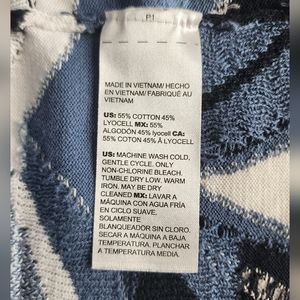 PI
MADE IN VIETNAM/ HECHO
EN VIETNAM/ FABRIQUÉ AU
VIETNAM
US: 55% COTTON 45%
LYOCELL MX: 55%
ALGODÓN 45% lyocell CA:
55% COTON 45% Á LYOCELL
US: MACHINE WASH COLD,
GENTLE CYCLE. ONLY
NON-CHLORINE BLEACH.
TUMBLE DRY LOW. WARM
IRON. MAY BE DRY
CLEANED MX: LAVAR A
MÁQUINA CON AGUA FRÍA
EN CICLO SUAVE.
SOLAMENTE
BLANQUEADOR SIN CLORO.
SECAR A MÁQUINA A BAJA
TEMPERATURA. PLANCHAR
A TEMPERATURA MEDIA.